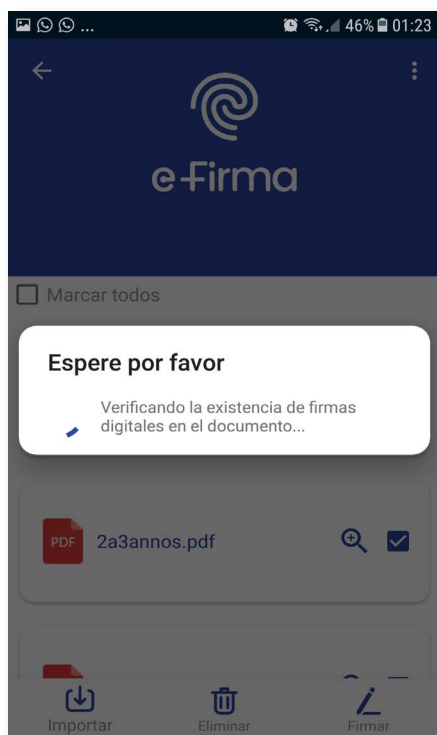 ... 46% 01:23
e-Firma
Marcar todos
Espere por favor
Verificando la existencia de firmas
digitales en el documento...
PDF 2a3annos.pdf
Importar Eliminar Firmar